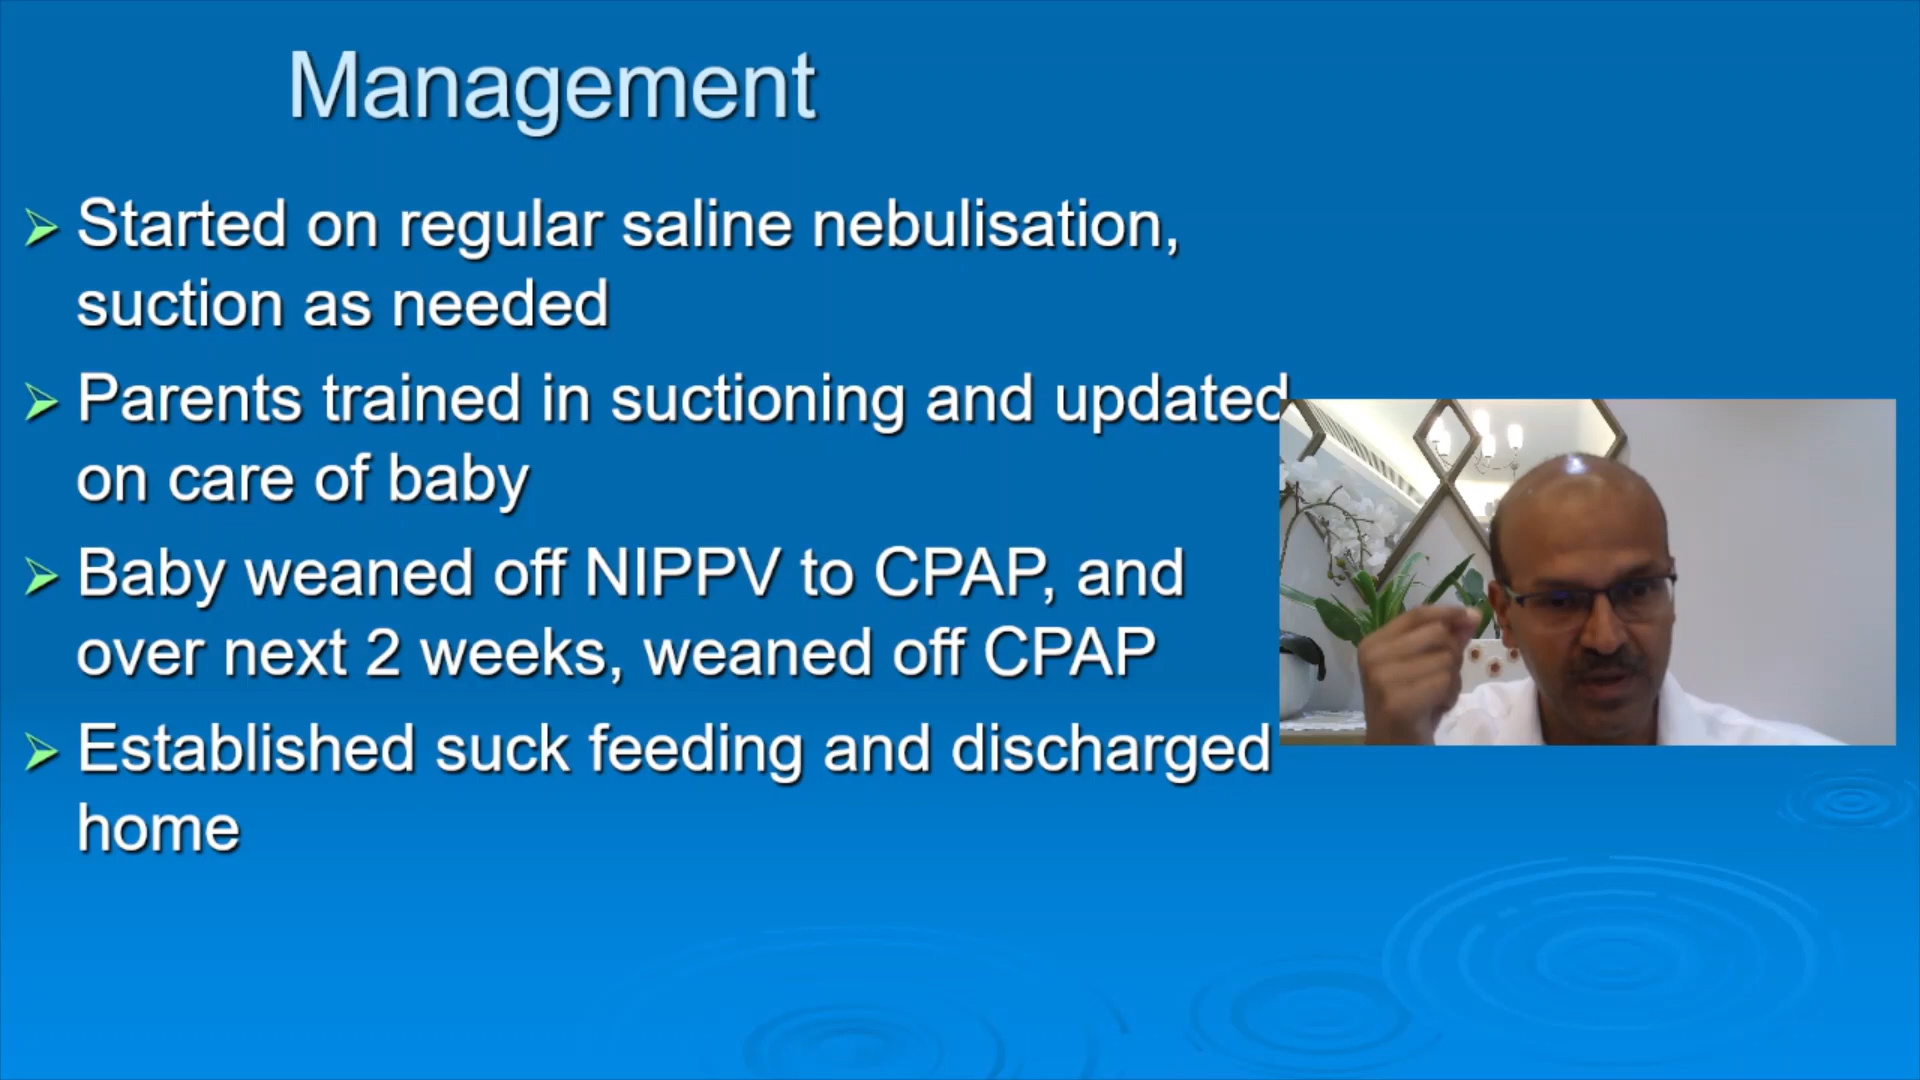 Management
Started on regular saline nebulisation,
suction as needed
Parents trained in suctioning and updated
on care of baby
Baby weaned off NIPPV to CPAP, and
over next 2 weeks, weaned off CPAP
Established suck feeding and discharged
home